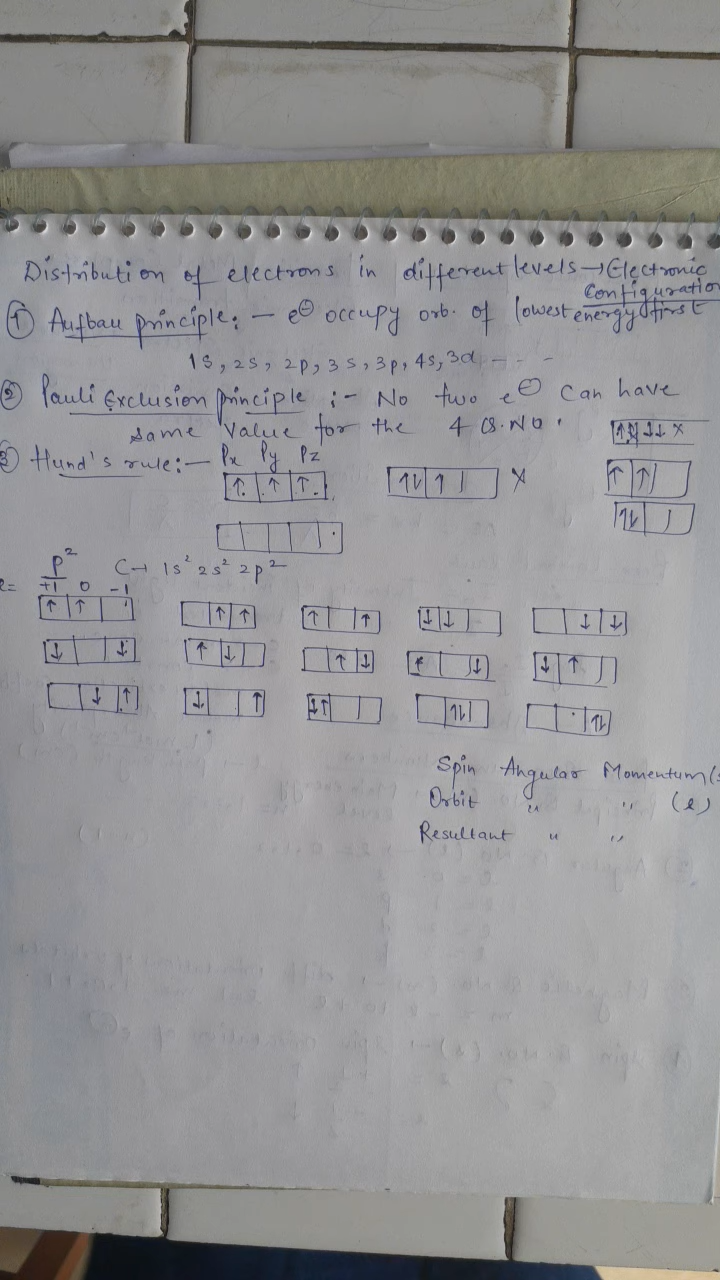 Distribution of electrons in different levels → Electronic
Configuration
① Aufbau principle :- e⊖ occupy orb. of lowest energy first
1s, 2s, 2p, 3s, 3p, 4s, 3d - - -
② Pauli Exclusion principle :- No two e⊖ can have
same value for the 4 Q.No.
↑↓ ↓↓ x
③ Hund's rule :- Px Py Pz
↑ ↑ ↑ ↑↓ ↑ x ↑ ↑
↑↓
p² C → 1s² 2s² 2p²
l= +1 0 -1
↑ ↑ ↑ ↑ ↑ ↑ ↓ ↓ ↓ ↓
↓ ↓ ↑ ↓ ↑ ↓ ↑ ↓ ↓ ↑
↓ ↑ ↓ ↑ ↓↑ ↑↓ ↑↓
Spin Angular Momentum (s
Orbit " " (l)
Resultant " "